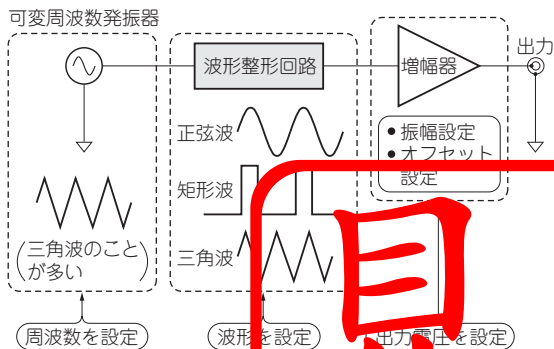 可変周波数発振器
波形整形回路
増幅器
出力
正弦波
矩形波
三角波
● 振幅設定
● オフセット
設定
(三角波のこと
が多い)
周波数を設定
波形を設定
出力電圧を設定